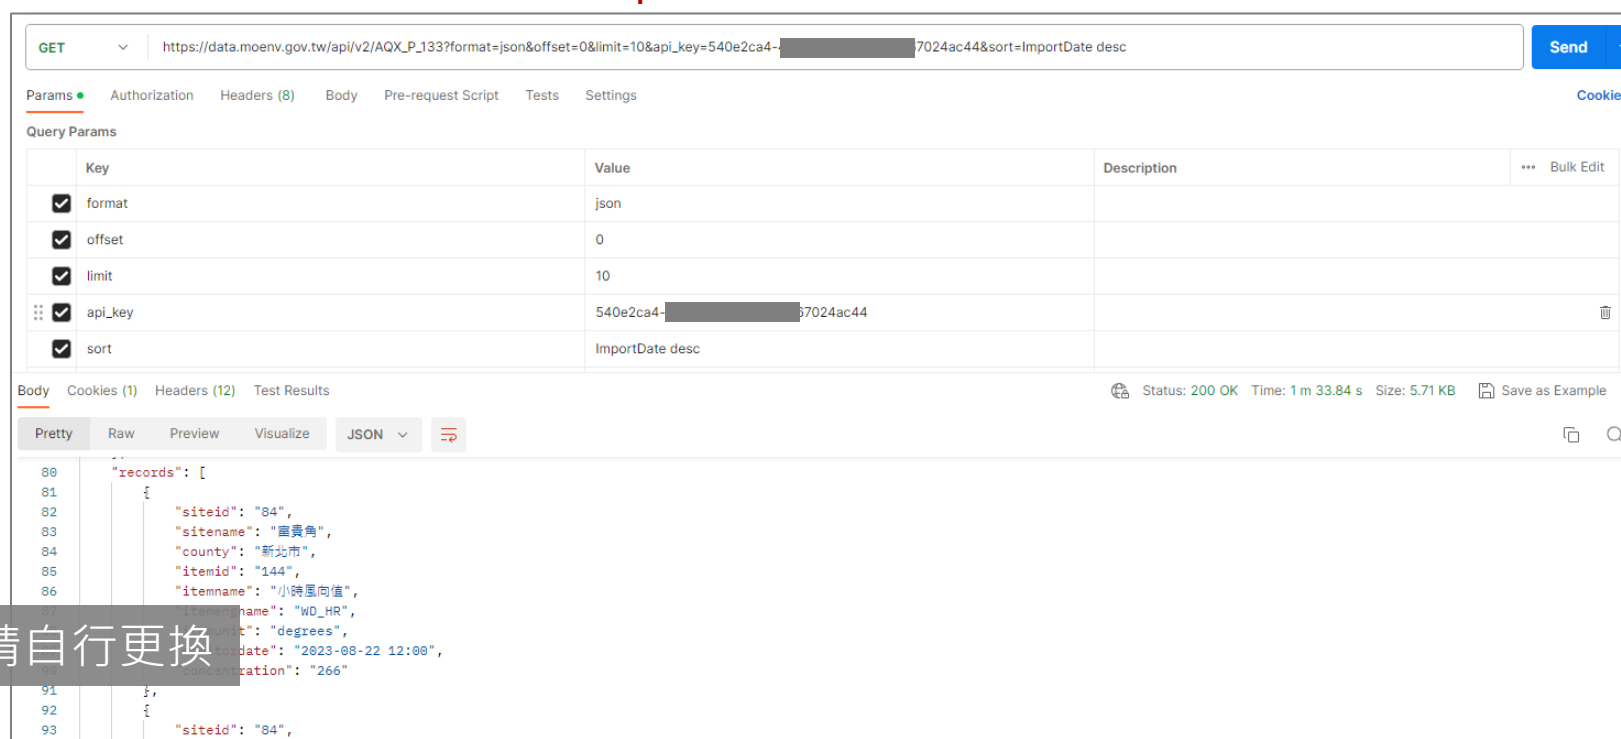 GET https://data.moenv.gov.tw/api/v2/AQX_P_133?format=json&offset=0&limit=10&api_key=540e2ca4- 7024ac44&sort=ImportDate desc Send
Params Authorization Headers (8) Body Pre-request Script Tests Settings Cookie
Query Params
Key Value Description ••• Bulk Edit
format json
offset 0
limit 10
api_key 540e2ca4- 7024ac44
sort ImportDate desc
Body Cookies (1) Headers (12) Test Results Status: 200 OK Time: 1 m 33.84 s Size: 5.71 KB Save as Example
Pretty Raw Preview Visualize JSON
80 "records": [
81 {
82 "siteid": "84",
83 "sitename": "富貴角",
84 "county": "新北市",
85 "itemid": "144",
86 "itemname": "小時風向值",
87 "itemengname": "WD_HR",
"degrees",
date": "2023-08-22 12:00",
90 "concentration": "266"
請自行更換
91 },
92 {
93 "siteid": "84",